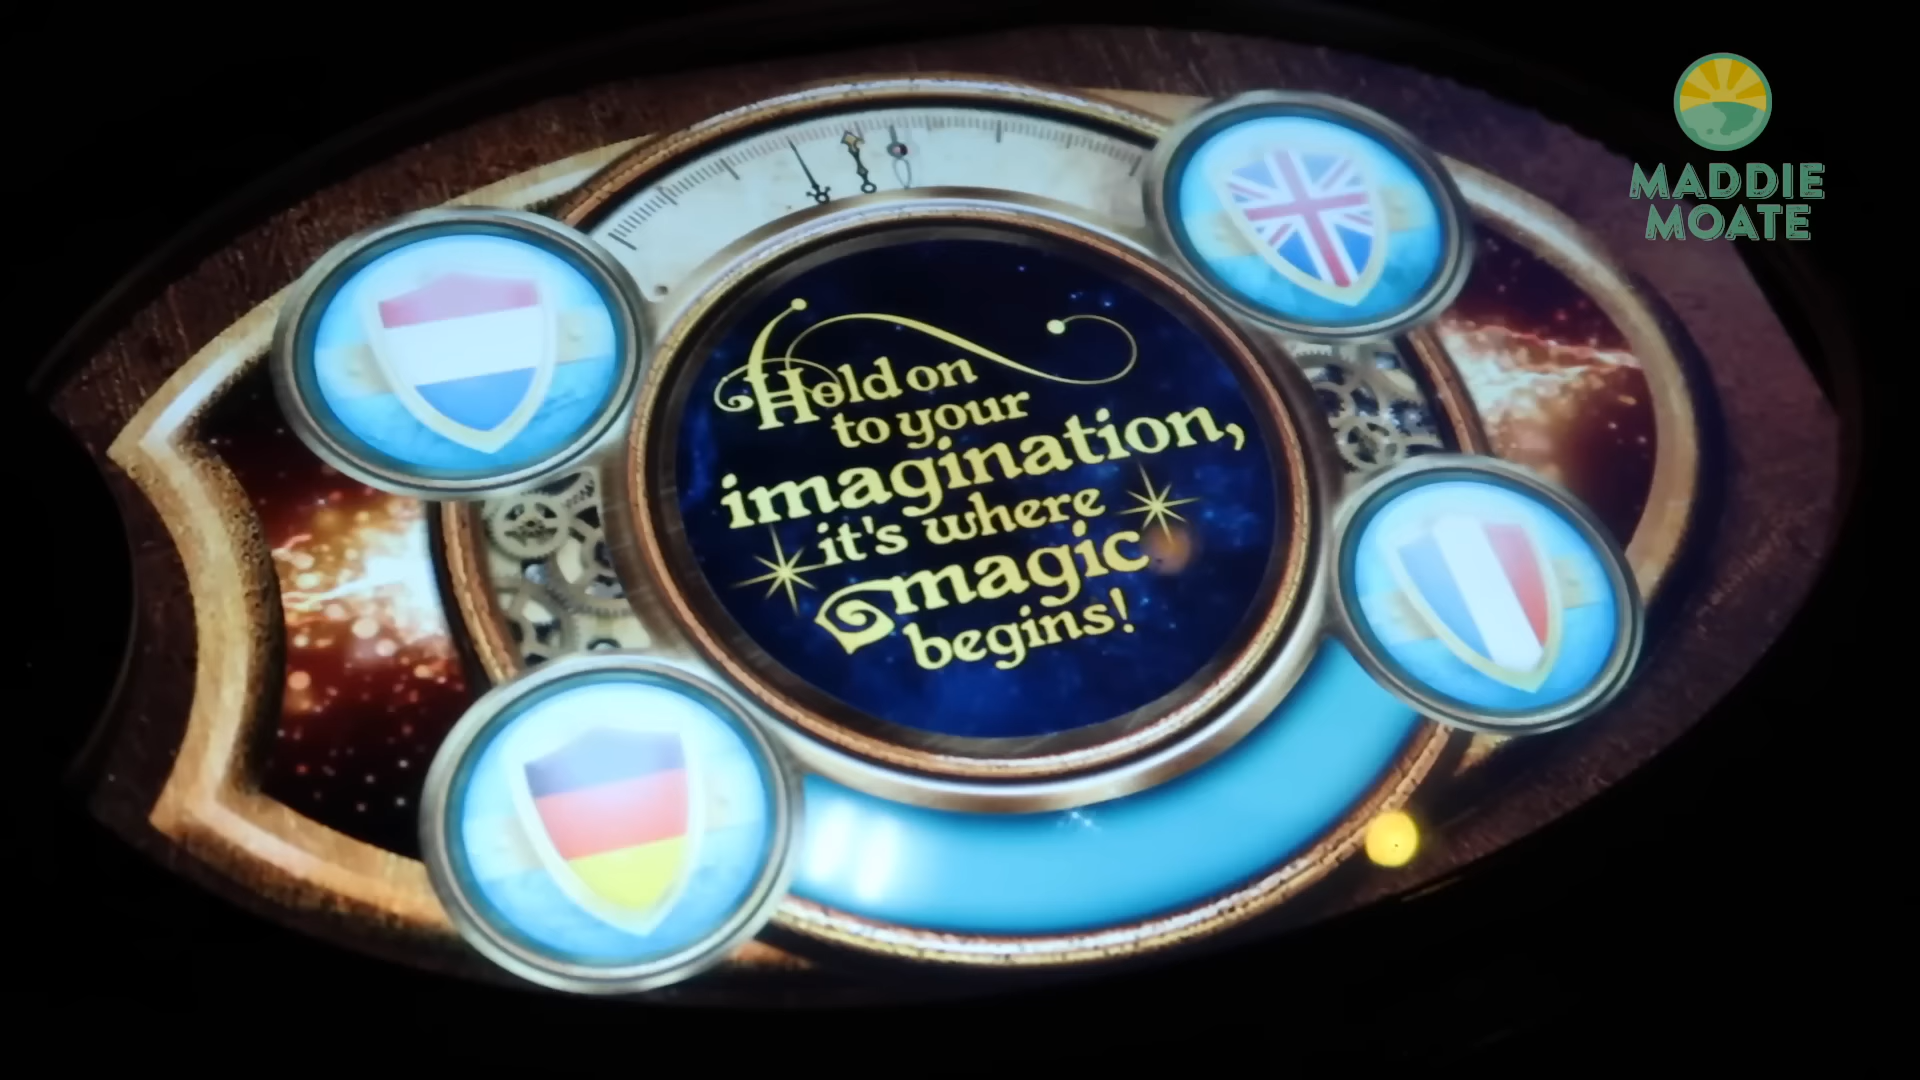 Hold on
to your
imagination,
it's where
magic
begins!
MADDIE
MOATE